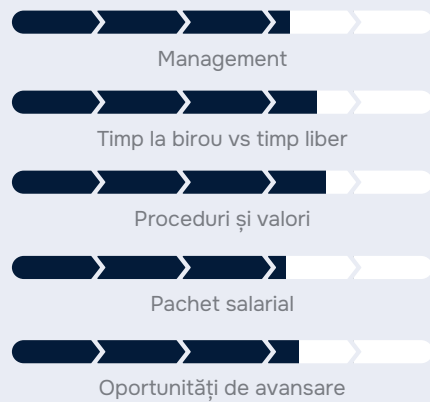 Management
Timp la birou vs timp liber
Proceduri și valori
Pachet salarial
Oportunități de avansare